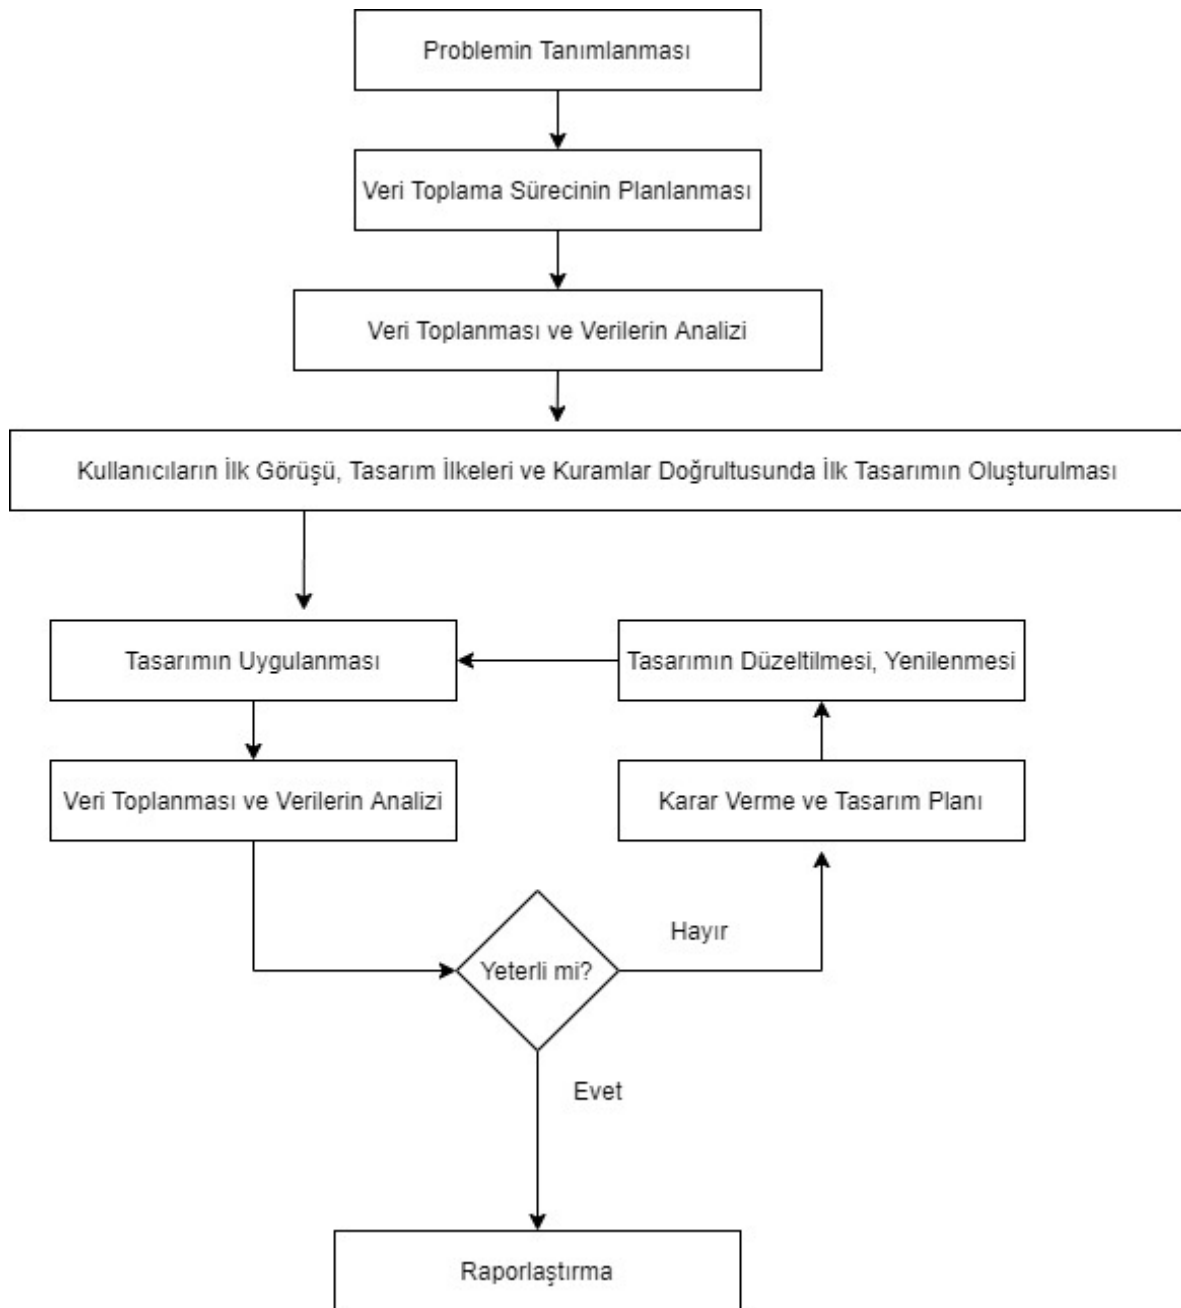 Problemin Tanımlanması
Veri Toplama Sürecinin Planlanması
Veri Toplanması ve Verilerin Analizi
Kullanıcıların İlk Görüşü, Tasarım İlkeleri ve Kuramlar Doğrultusunda İlk Tasarımın Oluşturulması
Tasarımın Uygulanması
Tasarımın Düzeltilmesi, Yenilenmesi
Veri Toplanması ve Verilerin Analizi
Karar Verme ve Tasarım Planı
Hayır
Yeterli mi?
Evet
Raporlaştırma